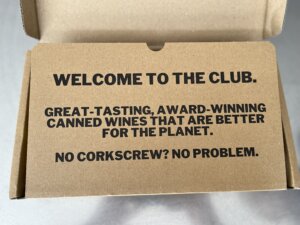 WELCOME TO THE CLUB.
GREAT-TASTING, AWARD-WINNING
CANNED WINES THAT ARE BETTER
FOR THE PLANET.
NO CORKSCREW? NO PROBLEM.